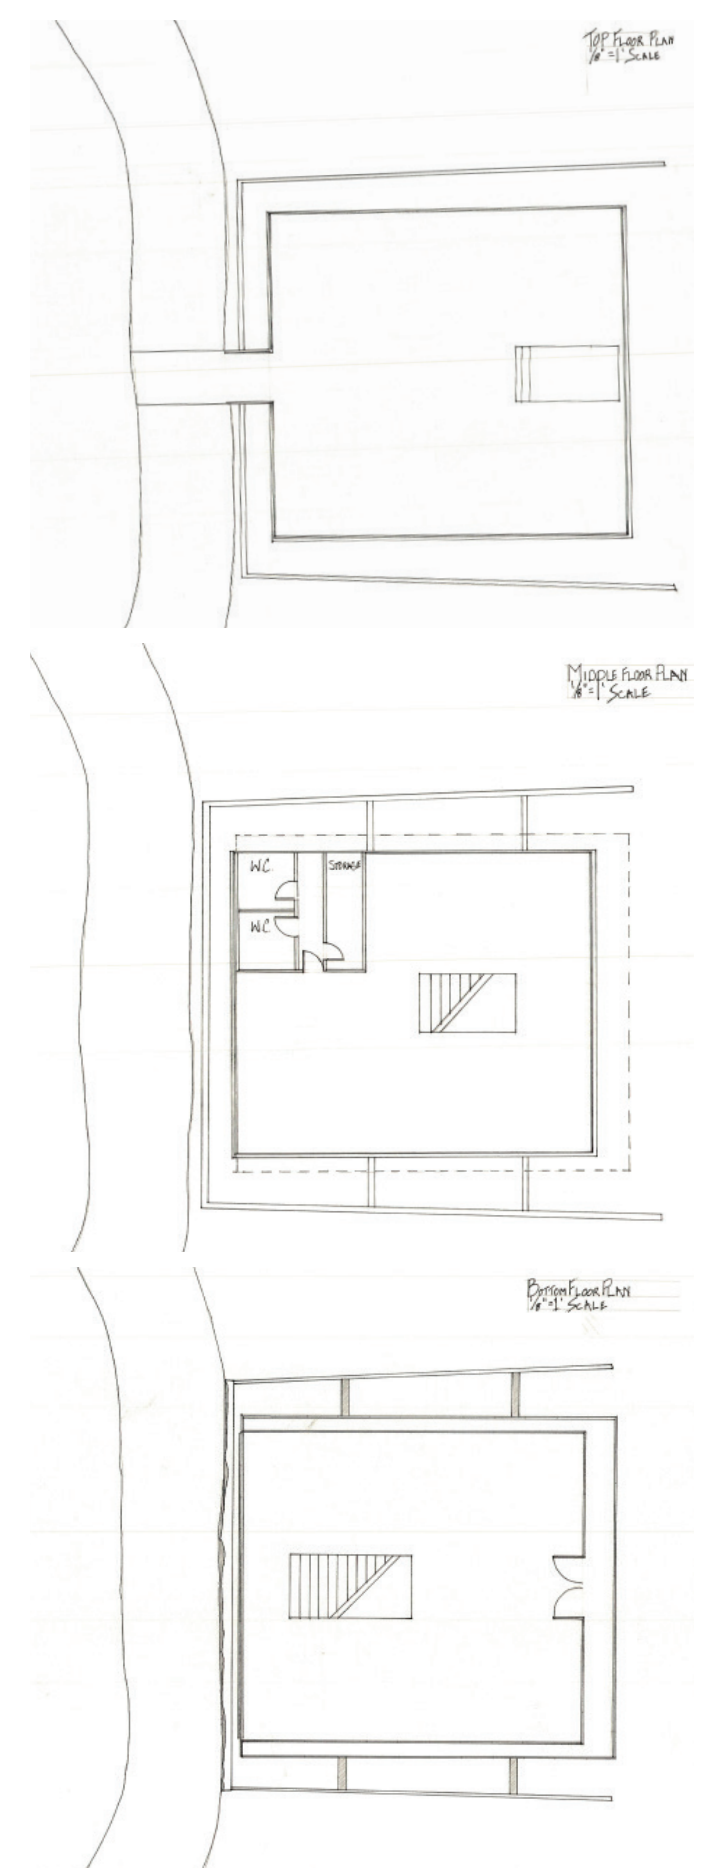 TOP FLOOR PLAN
1/8"=1' SCALE
MIDDLE FLOOR PLAN
1/8"=1' SCALE
W.C.
STORAGE
W.C.
BOTTOM FLOOR PLAN
1/8"=1' SCALE